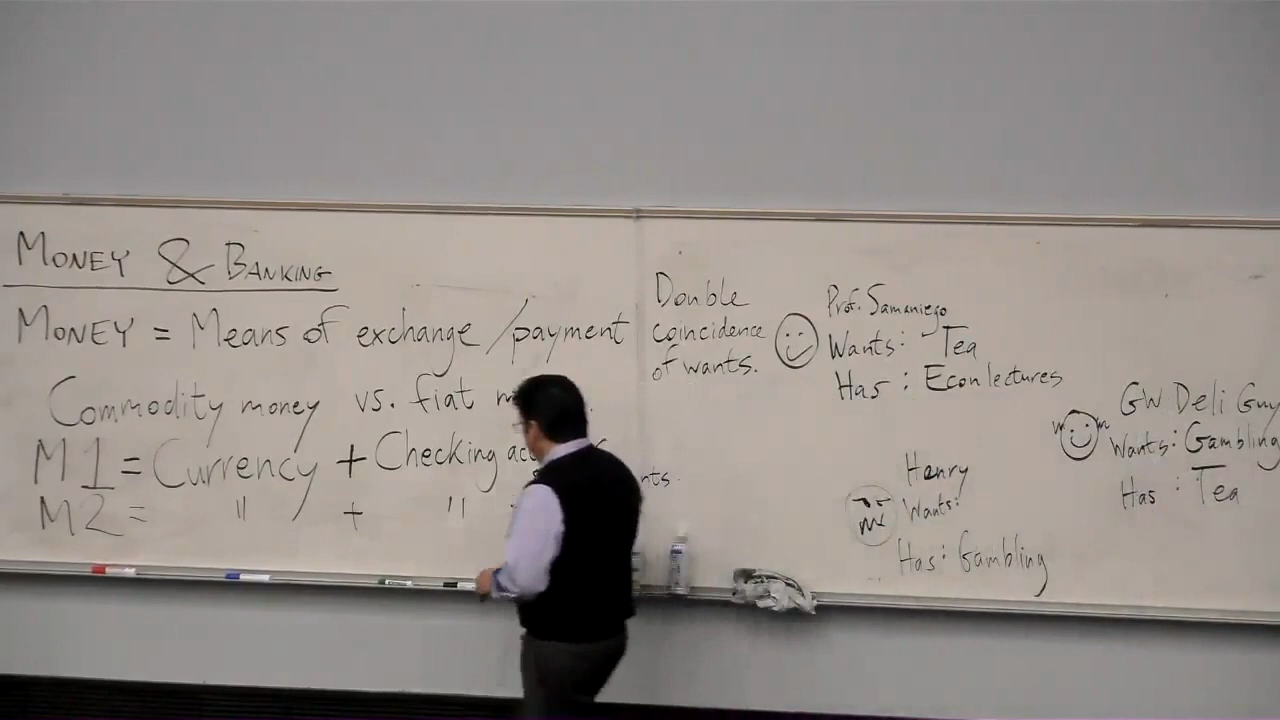 MONEY & BANKING
MONEY = Means of exchange /payment
Commodity money vs. fiat
M1 = Currency + Checking
M2 = " + "
Double
coincidence
of wants.
Prof. Samaniego
Wants: Tea
Has: Econ lectures
GW Deli Guy
Wants: Gambling
Has: Tea
Henry
Wants:
Has: Gambling